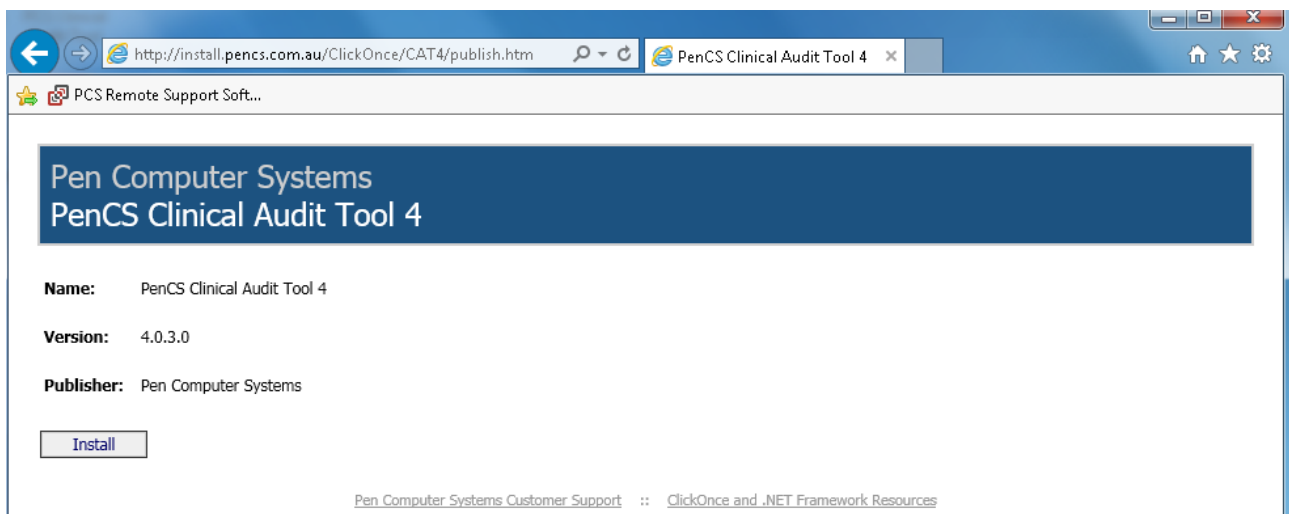 http://install.pencs.com.au/ClickOnce/CAT4/publish.htm
PenCS Clinical Audit Tool 4
PCS Remote Support Soft...
Pen Computer Systems
PenCS Clinical Audit Tool 4
Name: PenCS Clinical Audit Tool 4
Version: 4.0.3.0
Publisher: Pen Computer Systems
Install
Pen Computer Systems Customer Support :: ClickOnce and .NET Framework Resources